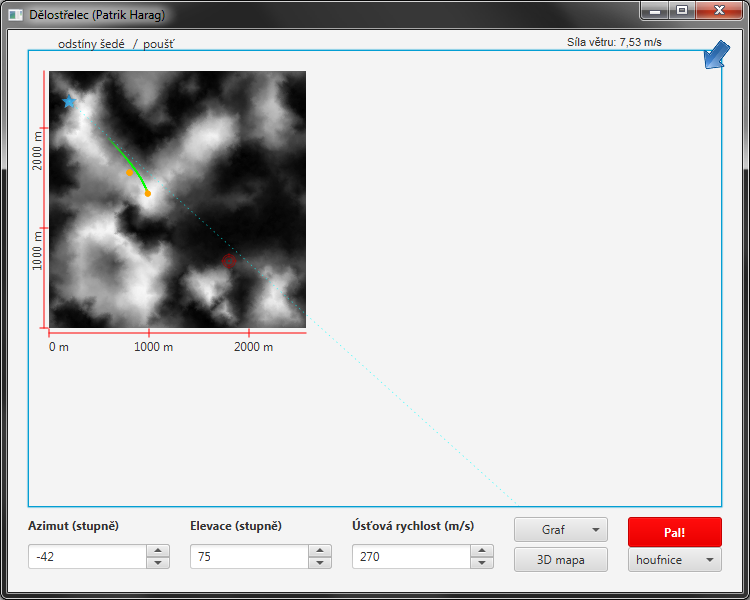 Dělostřelec (Patrik Harag)
odstíny šedé / poušť
Síla větru: 7,53 m/s
2000 m
1000 m
0 m 1000 m 2000 m
Azimut (stupně) Elevace (stupně) Úsťová rychlost (m/s)
Graf Pal!
-42 75 270
3D mapa houfnice